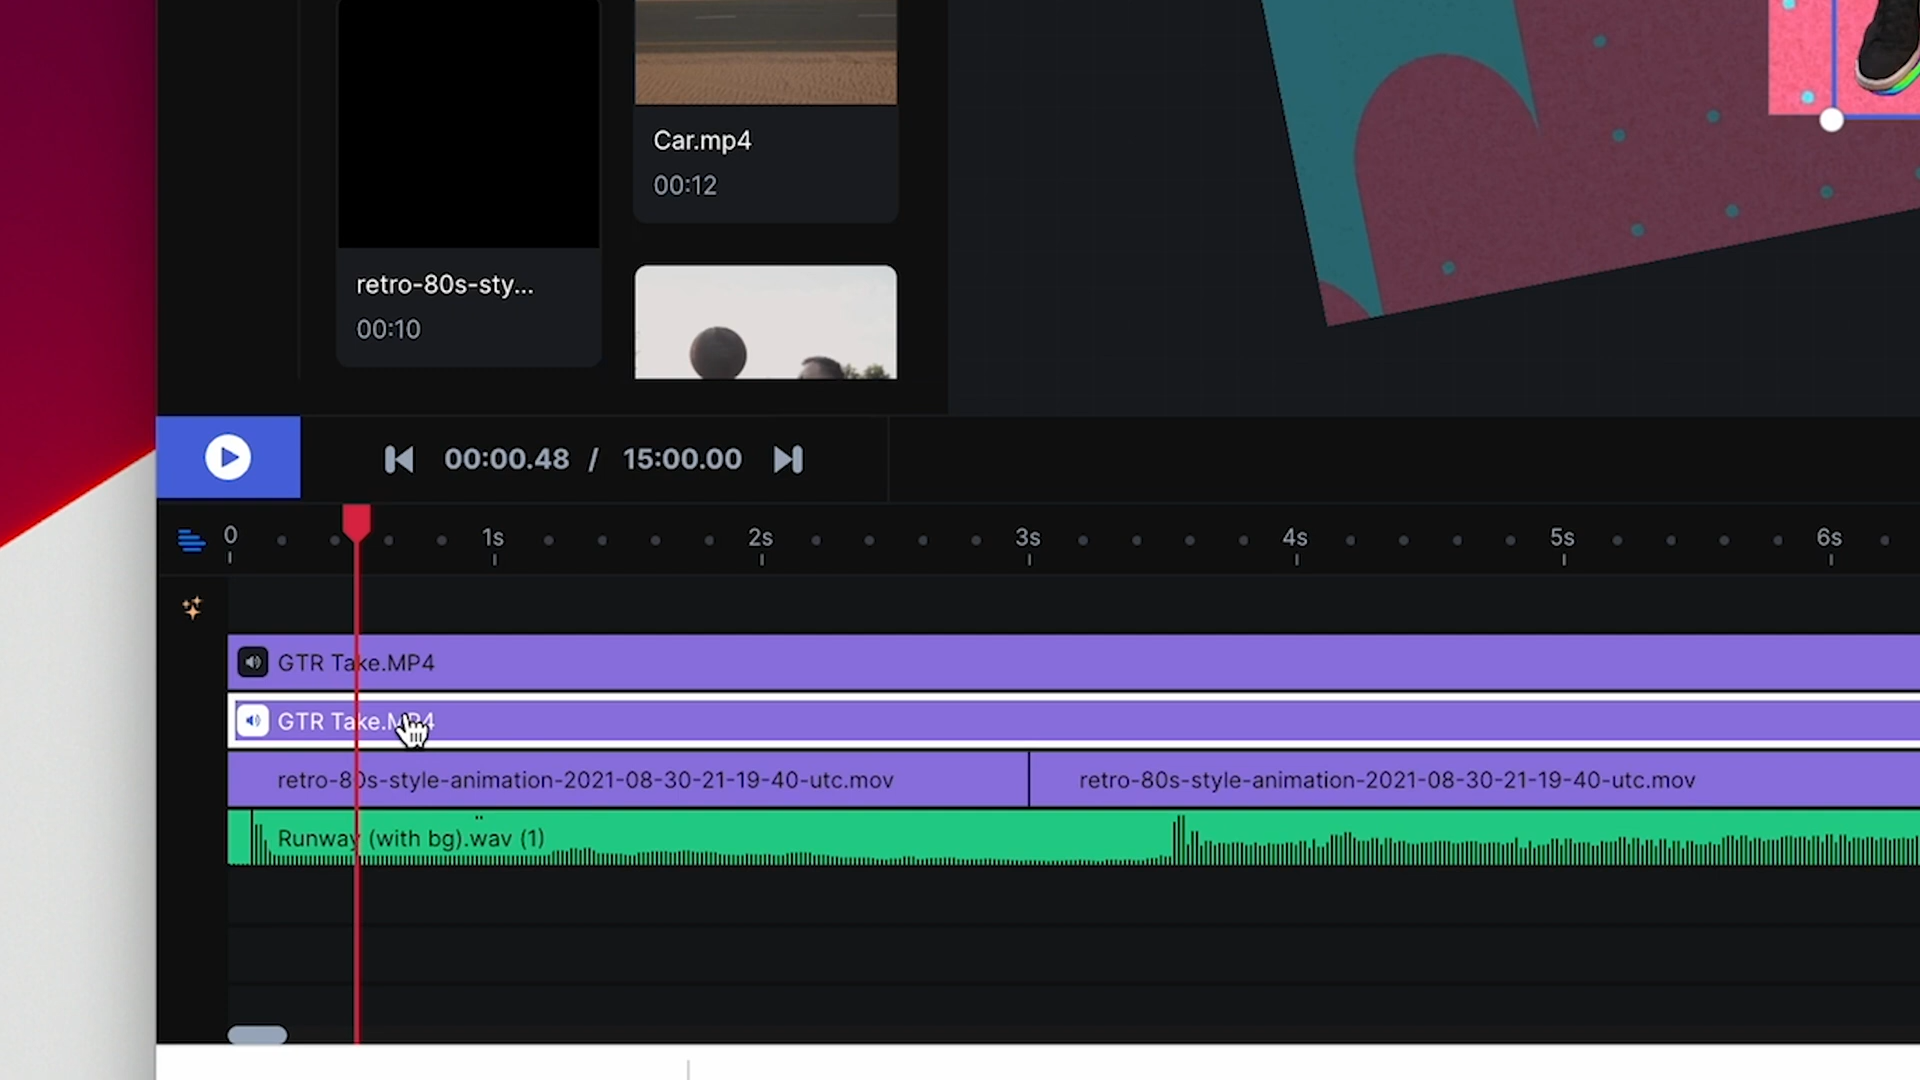 Car.mp4
00:12
retro-80s-sty...
00:10
00:00.48 / 15:00.00
0 1s 2s 3s 4s 5s 6s
GTR Take.MP4
GTR Take.MP4
retro-80s-style-animation-2021-08-30-21-19-40-utc.mov retro-80s-style-animation-2021-08-30-21-19-40-utc.mov
Runway (with bg).wav (1)